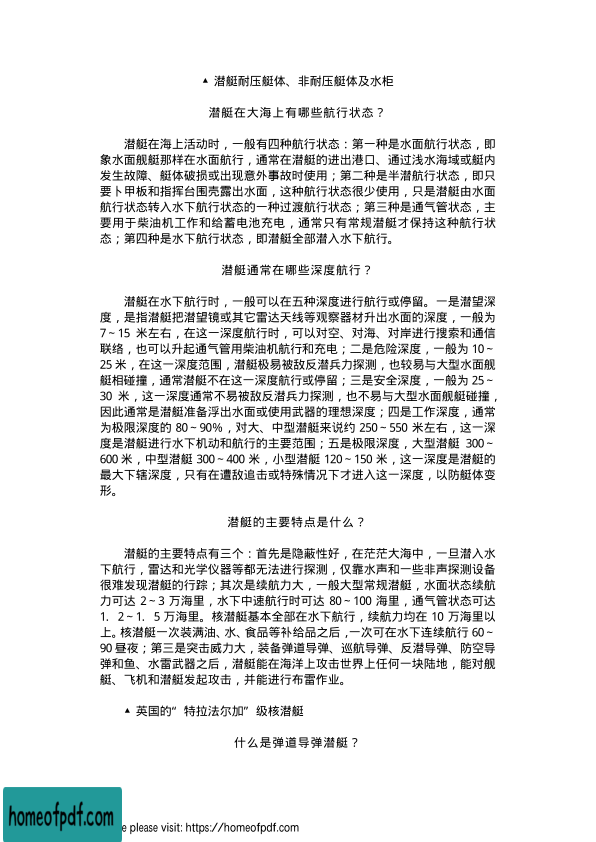 ▲ 潜艇耐压艇体、非耐压艇体及水柜
潜艇在大海上有哪些航行状态？
潜艇在海上活动时，一般有四种航行状态：第一种是水面航行状态，即
象水面舰艇那样在水面航行，通常在潜艇的进出港口、通过浅水海域或艇内
发生故障、艇体破损或出现意外事故时使用；第二种是半潜航行状态，即只
要卜甲板和指挥台围壳露出水面，这种航行状态很少使用，只是潜艇由水面
航行状态转入水下航行状态的一种过渡航行状态；第三种是通气管状态，主
要用于柴油机工作和给蓄电池充电，通常只有常规潜艇才保持这种航行状
态；第四种是水下航行状态，即潜艇全部潜入水下航行。
潜艇通常在哪些深度航行？
潜艇在水下航行时，一般可以在五种深度进行航行或停留。一是潜望深
度，是指潜艇把潜望镜或其它雷达天线等观察器材升出水面的深度，一般为
7～15 米左右，在这一深度航行时，可以对空、对海、对岸进行搜索和通信
联络，也可以升起通气管用柴油机航行和充电；二是危险深度，一般为 10～
25 米，在这一深度范围，潜艇极易被敌反潜兵力探测，也较易与大型水面舰
艇相碰撞，通常潜艇不在这一深度航行或停留；三是安全深度，一般为 25～
30 米，这一深度通常不易被敌反潜兵力探测，也不易与大型水面舰艇碰撞，
因此通常是潜艇准备浮出水面或使用武器的理想深度；四是工作深度，通常
为极限深度的 80～90％，对大、中型潜艇来说约 250～550 米左右，这一深
度是潜艇进行水下机动和航行的主要范围；五是极限深度，大型潜艇 300～
600 米，中型潜艇 300～400 米，小型潜艇 120～150 米，这一深度是潜艇的
最大下辖深度，只有在遭敌追击或特殊情况下才进入这一深度，以防艇体变
形。
潜艇的主要特点是什么？
潜艇的主要特点有三个：首先是隐蔽性好，在茫茫大海中，一旦潜入水
下航行，雷达和光学仪器等都无法进行探测，仅靠水声和一些非声探测设备
很难发现潜艇的行踪；其次是续航力大，一般大型常规潜艇，水面状态续航
力可达 2～3 万海里，水下中速航行时可达 80～100 海里，通气管状态可达
1．2～1．5 万海里。核潜艇基本全部在水下航行，续航力均在 10 万海里以
上。核潜艇一次装满油、水、食品等补给品之后，一次可在水下连续航行 60～
90 昼夜；第三是突击威力大，装备弹道导弹、巡航导弹、反潜导弹、防空导
弹和鱼、水雷武器之后，潜艇能在海洋上攻击世界上任何一块陆地，能对舰
艇、飞机和潜艇发起攻击，并能进行布雷作业。
▲ 英国的“特拉法尔加”级核潜艇
什么是弹道导弹潜艇？
homeofpdf.com
e please visit: https://homeofpdf.com